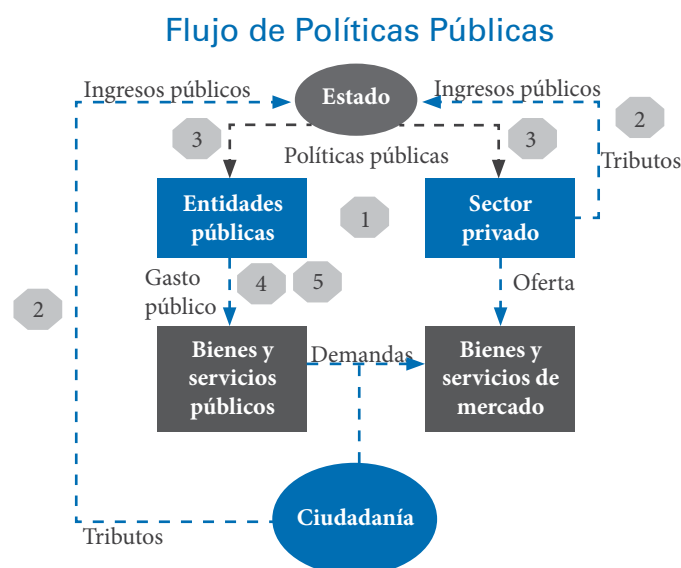 Flujo de Políticas Públicas
Ingresos públicos
Estado
Ingresos públicos
3
Políticas públicas
3
2
Tributos
Entidades
públicas
1
Sector
privado
Gasto
público
4
5
Oferta
2
Bienes y
servicios
públicos
Demandas
Bienes y
servicios de
mercado
Ciudadanía
Tributos